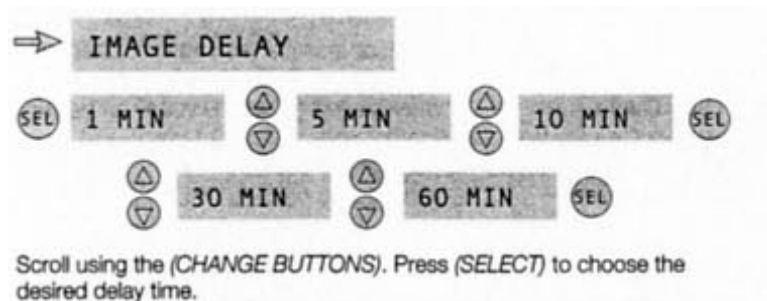 IMAGE DELAY
SEL 1 MIN 5 MIN 10 MIN SEL
30 MIN 60 MIN SEL
Scroll using the (CHANGE BUTTONS). Press (SELECT) to choose the
desired delay time.